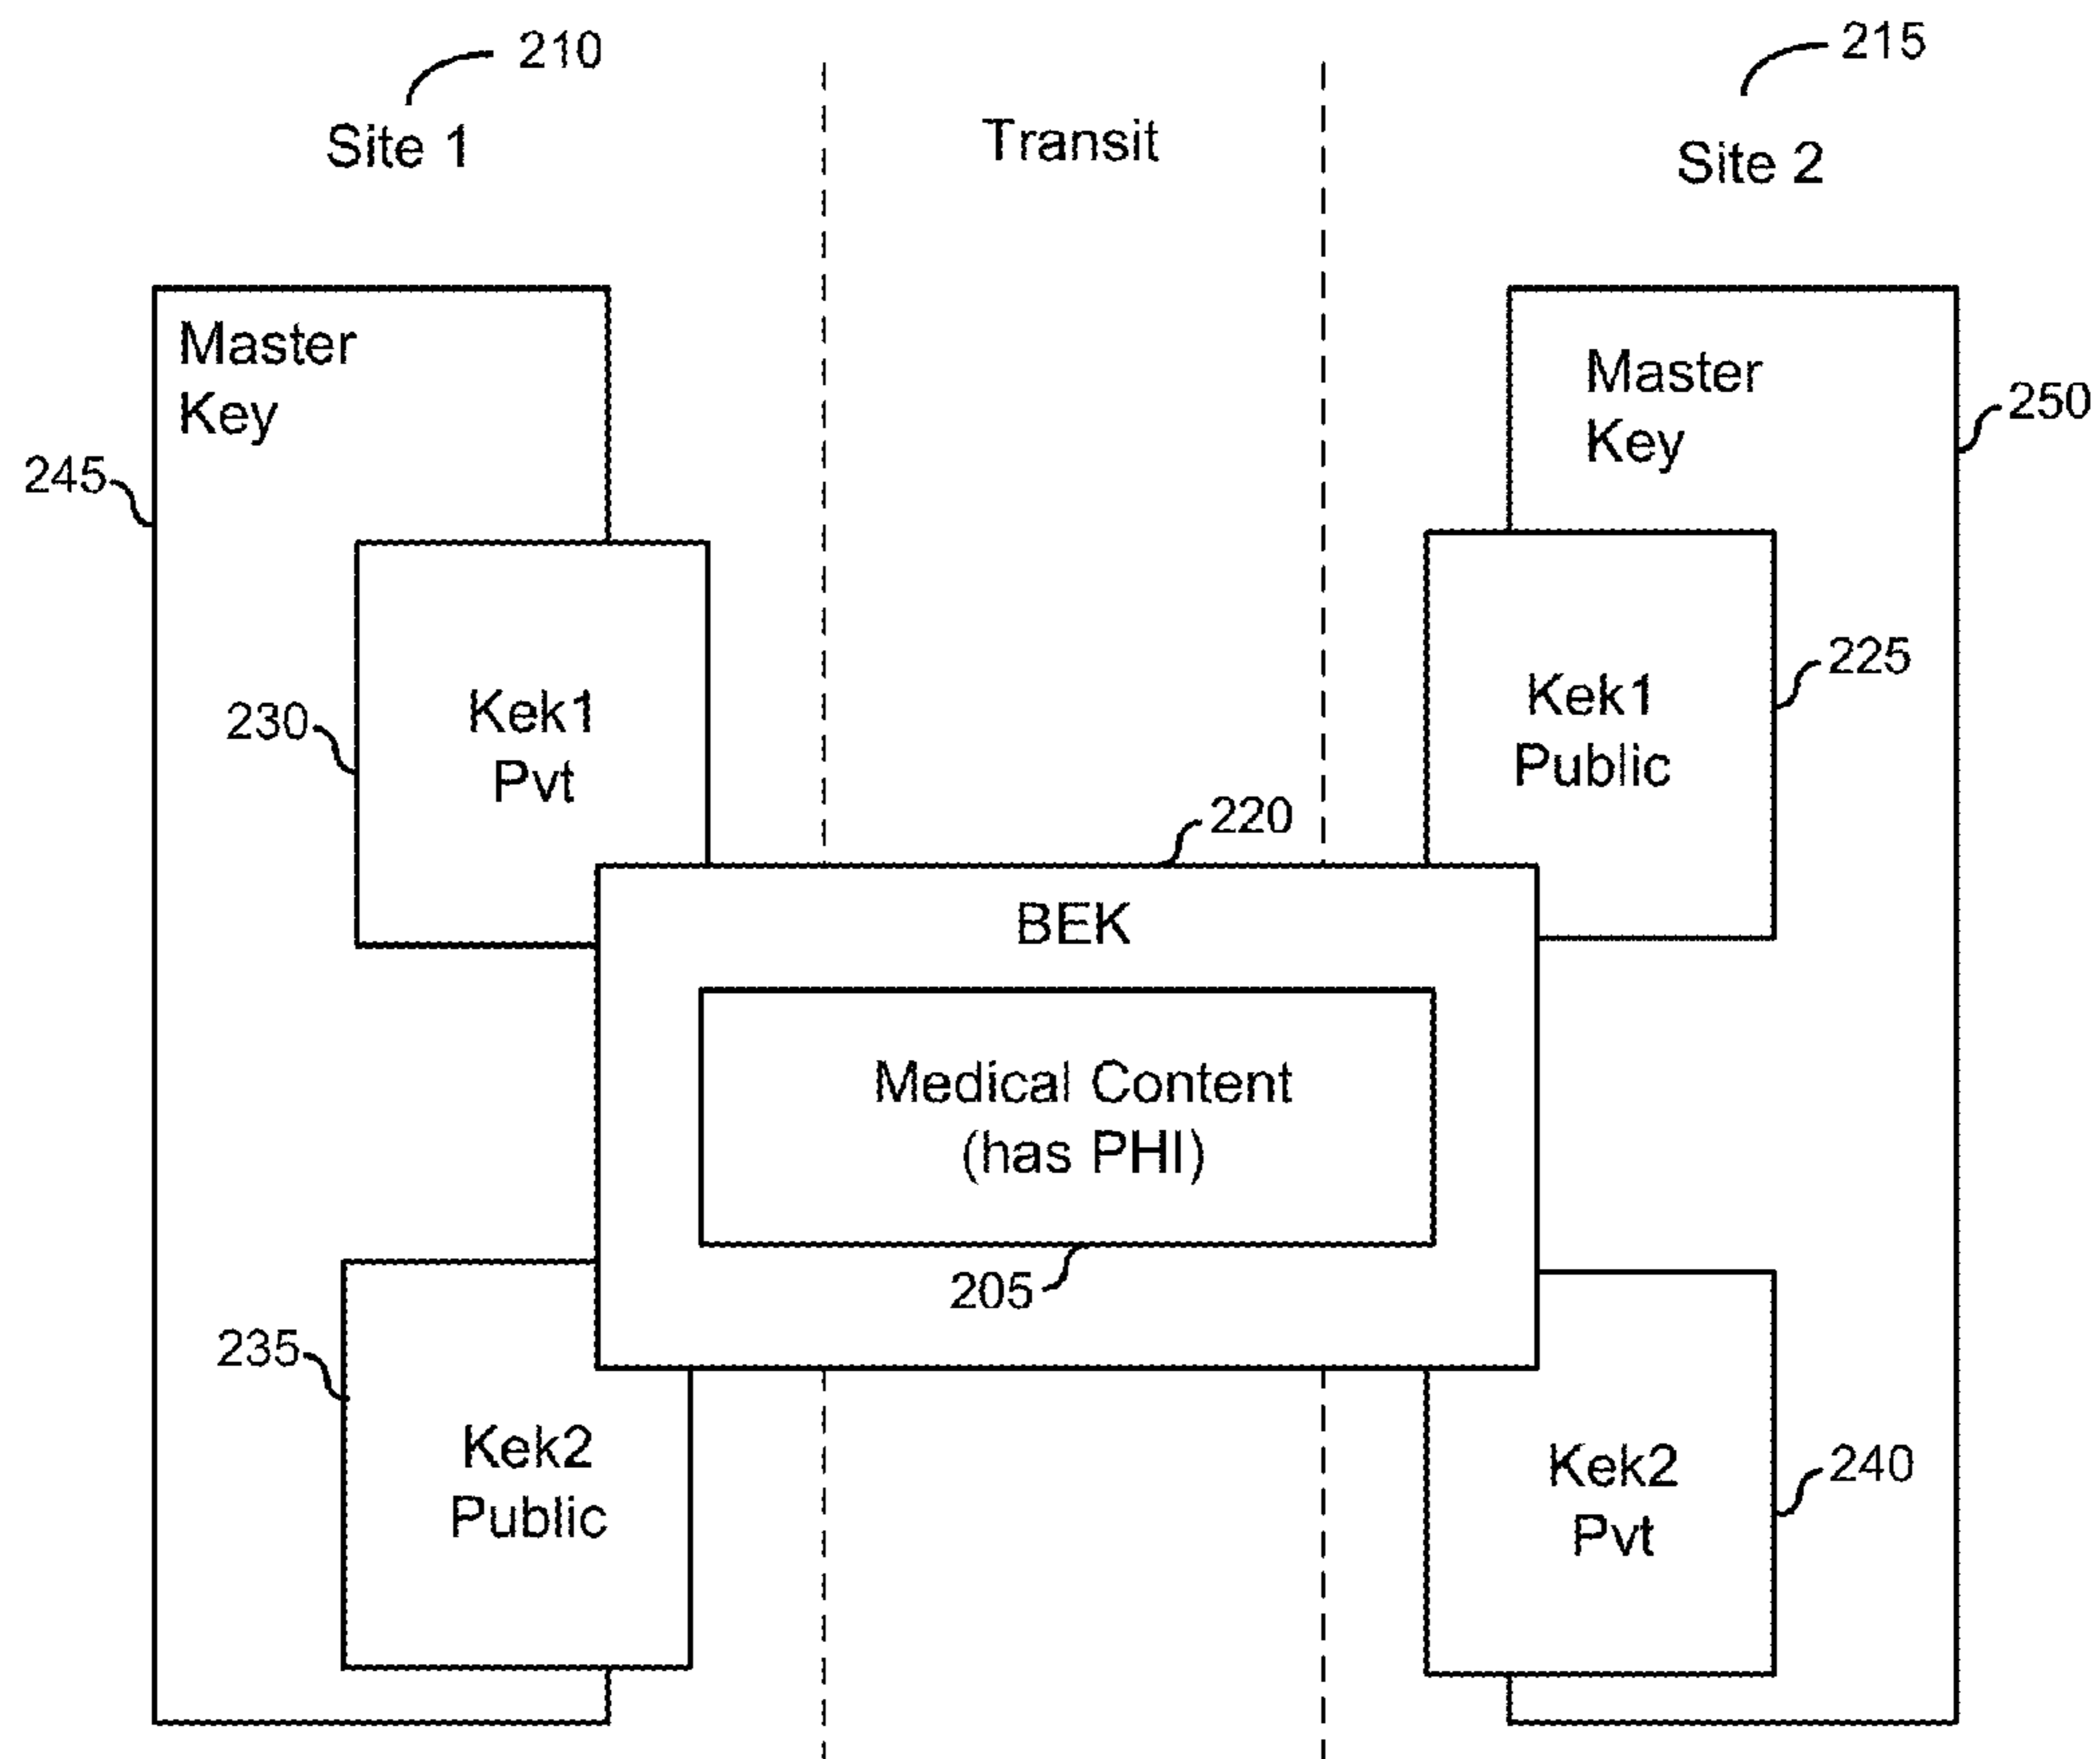 210
215
Site 1
Transit
Site 2
Master
Key
Master
Key
245
250
230
Kek1
Pvt
Kek1
Public
225
220
BEK
Medical Content
(has PHI)
205
235
Kek2
Public
Kek2
Pvt
240